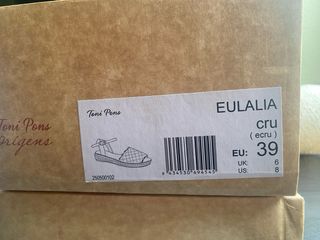 Toni Pons
Origens
Toni Pons
EULALIA
cru
( ecru )
EU: 39
UK: 6
US: 8
250500102